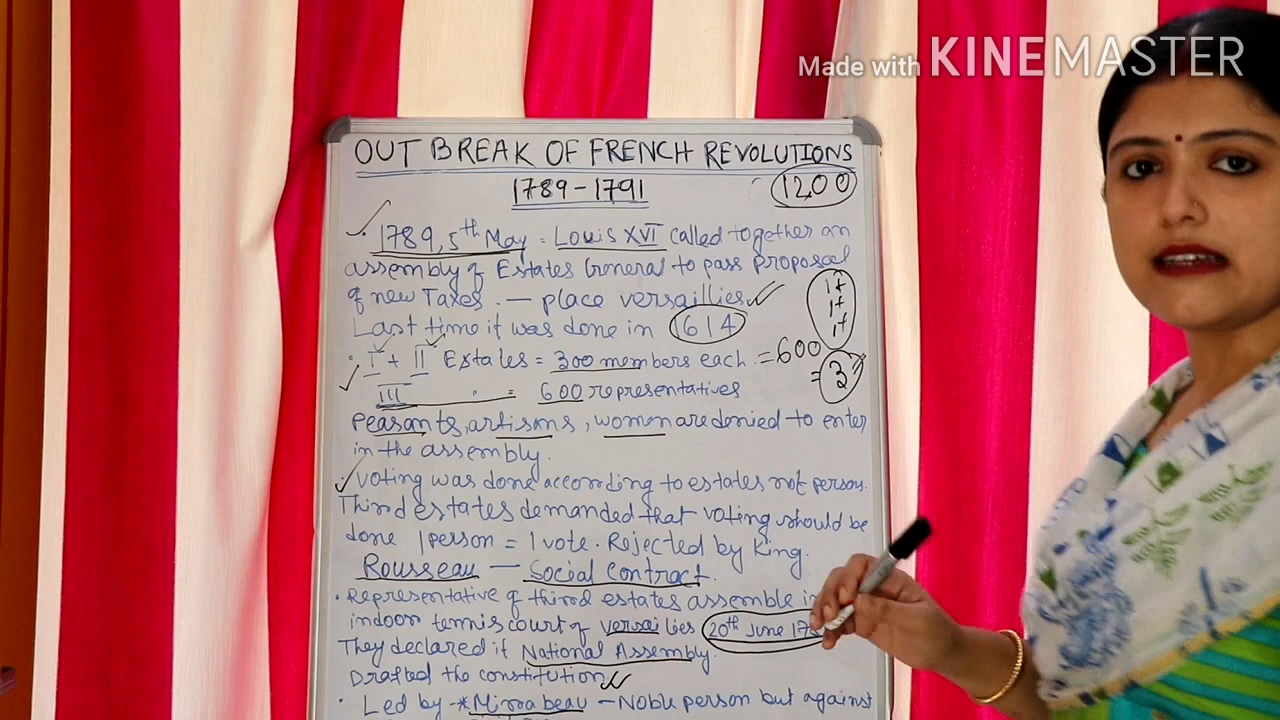 Made with KINEMASTER
OUT BREAK OF FRENCH REVOLUTIONS
1789-1791 1200
1789, 5th May = Louis XVI called together an
assembly of Estates General to pass proposal
of new Taxes. — place versaillies
Last time it was done in 1614
I + II Estates = 300 members each = 600
III " = 600 representatives = 3
Peasants, artisons, women are denied to enter
in the assembly.
Voting was done according to estates not person.
Third estates demanded that voting should be
done 1 person = 1 vote. Rejected by King.
Rousseau — Social Contract.
Representative of third estates assemble in
indoor tennis court of versailies 20th June
They declared it National Assembly.
Drafted the constitution
Led by -* Mirrabeau - Noble person but against